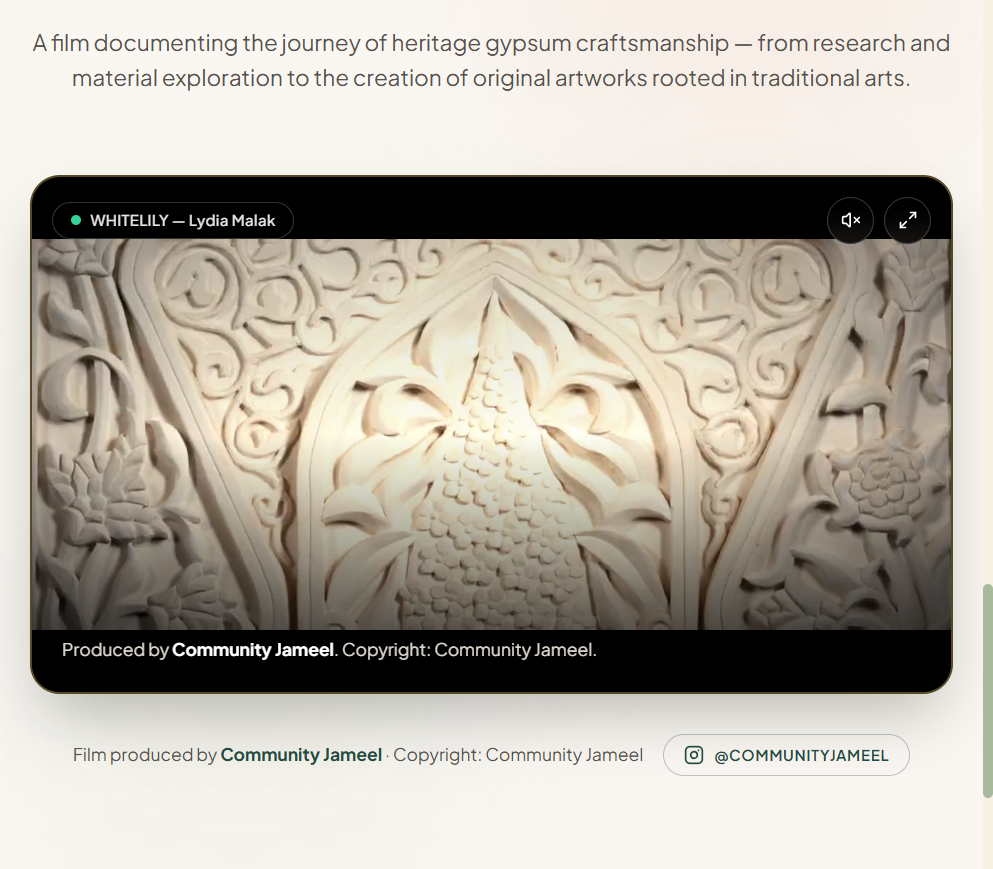 A film documenting the journey of heritage gypsum craftsmanship — from research and
material exploration to the creation of original artworks rooted in traditional arts.
WHITELILY — Lydia Malak
Produced by Community Jameel. Copyright: Community Jameel.
Film produced by Community Jameel · Copyright: Community Jameel
@COMMUNITYJAMEEL